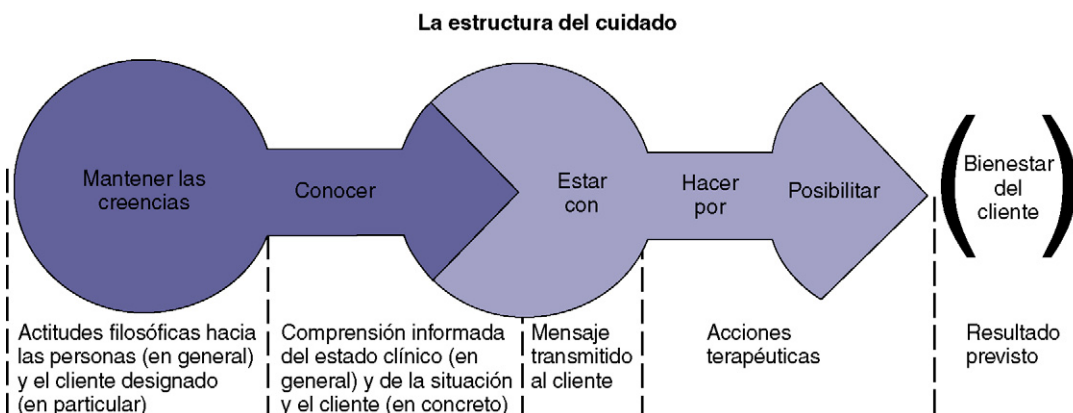 La estructura del cuidado
Mantener las
creencias
Conocer
Estar
con
Hacer
por
Posibilitar
Bienestar
del
cliente
Actitudes filosóficas hacia
las personas (en general)
y el cliente designado
(en particular)
Comprensión informada
del estado clínico (en
general) y de la situación
y el cliente (en concreto)
Mensaje
transmitido
al cliente
Acciones
terapéuticas
Resultado
previsto